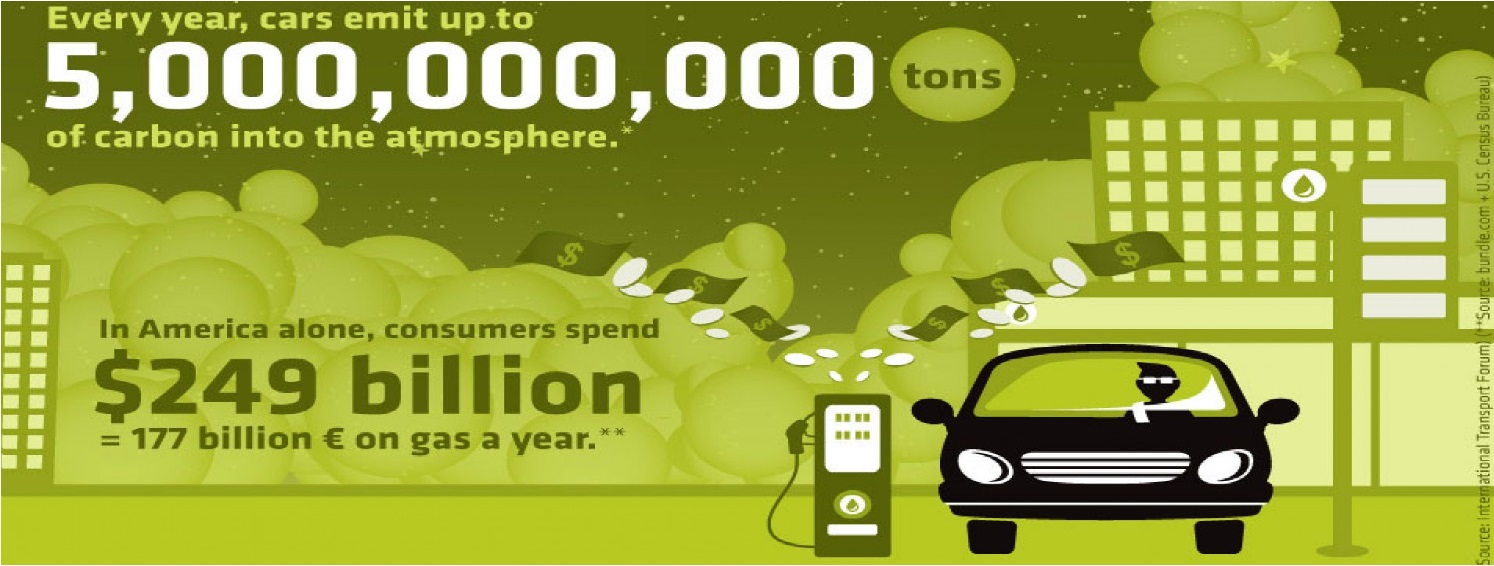 Every year, cars emit up to
5,000,000,000 tons
of carbon into the atmosphere.*
In America alone, consumers spend
$249 billion
= 177 billion € on gas a year.**
Source: International Transport Forum) (**Source: bundle.com + U.S. Census Bureau)
$
$
$
$
$
$